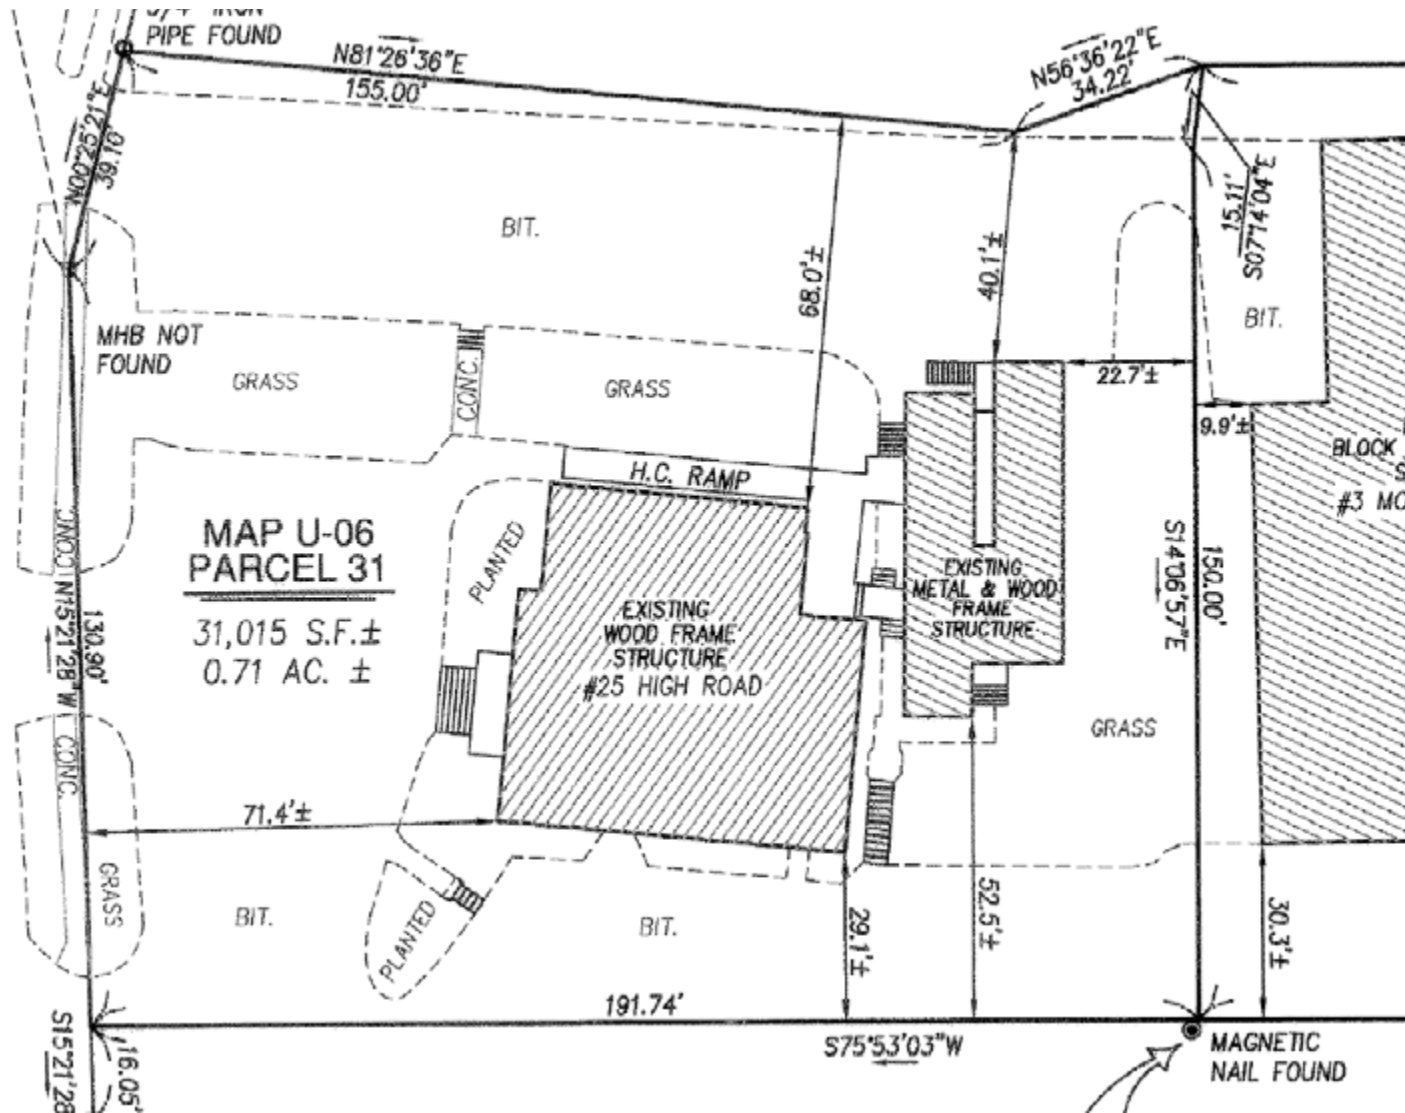 3/4" IRON
PIPE FOUND
N81°26'36"E
155.00'
N56°36'22"E
34.22'
N00°25'21"E
39.10'
15.11'
S07°14'04"E
BIT.
68.0'±
40.1'±
BIT.
MHB NOT
FOUND
GRASS
CONC.
GRASS
22.7'±
9.9'±
BLOCK
S
#3 MO
H.C. RAMP
MAP U-06
PARCEL 31
31,015 S.F.±
0.71 AC. ±
PLANTED
EXISTING
WOOD FRAME
STRUCTURE
#25 HIGH ROAD
EXISTING
METAL & WOOD
FRAME
STRUCTURE
S14°06'57"E
150.00'
CONC.
N15°21'28"W
130.90'
CONC.
GRASS
71.4'±
GRASS
BIT.
PLANTED
BIT.
29.1'±
52.5'±
30.3'±
191.74'
S75°53'03"W
S15°21'28
16.05'
MAGNETIC
NAIL FOUND